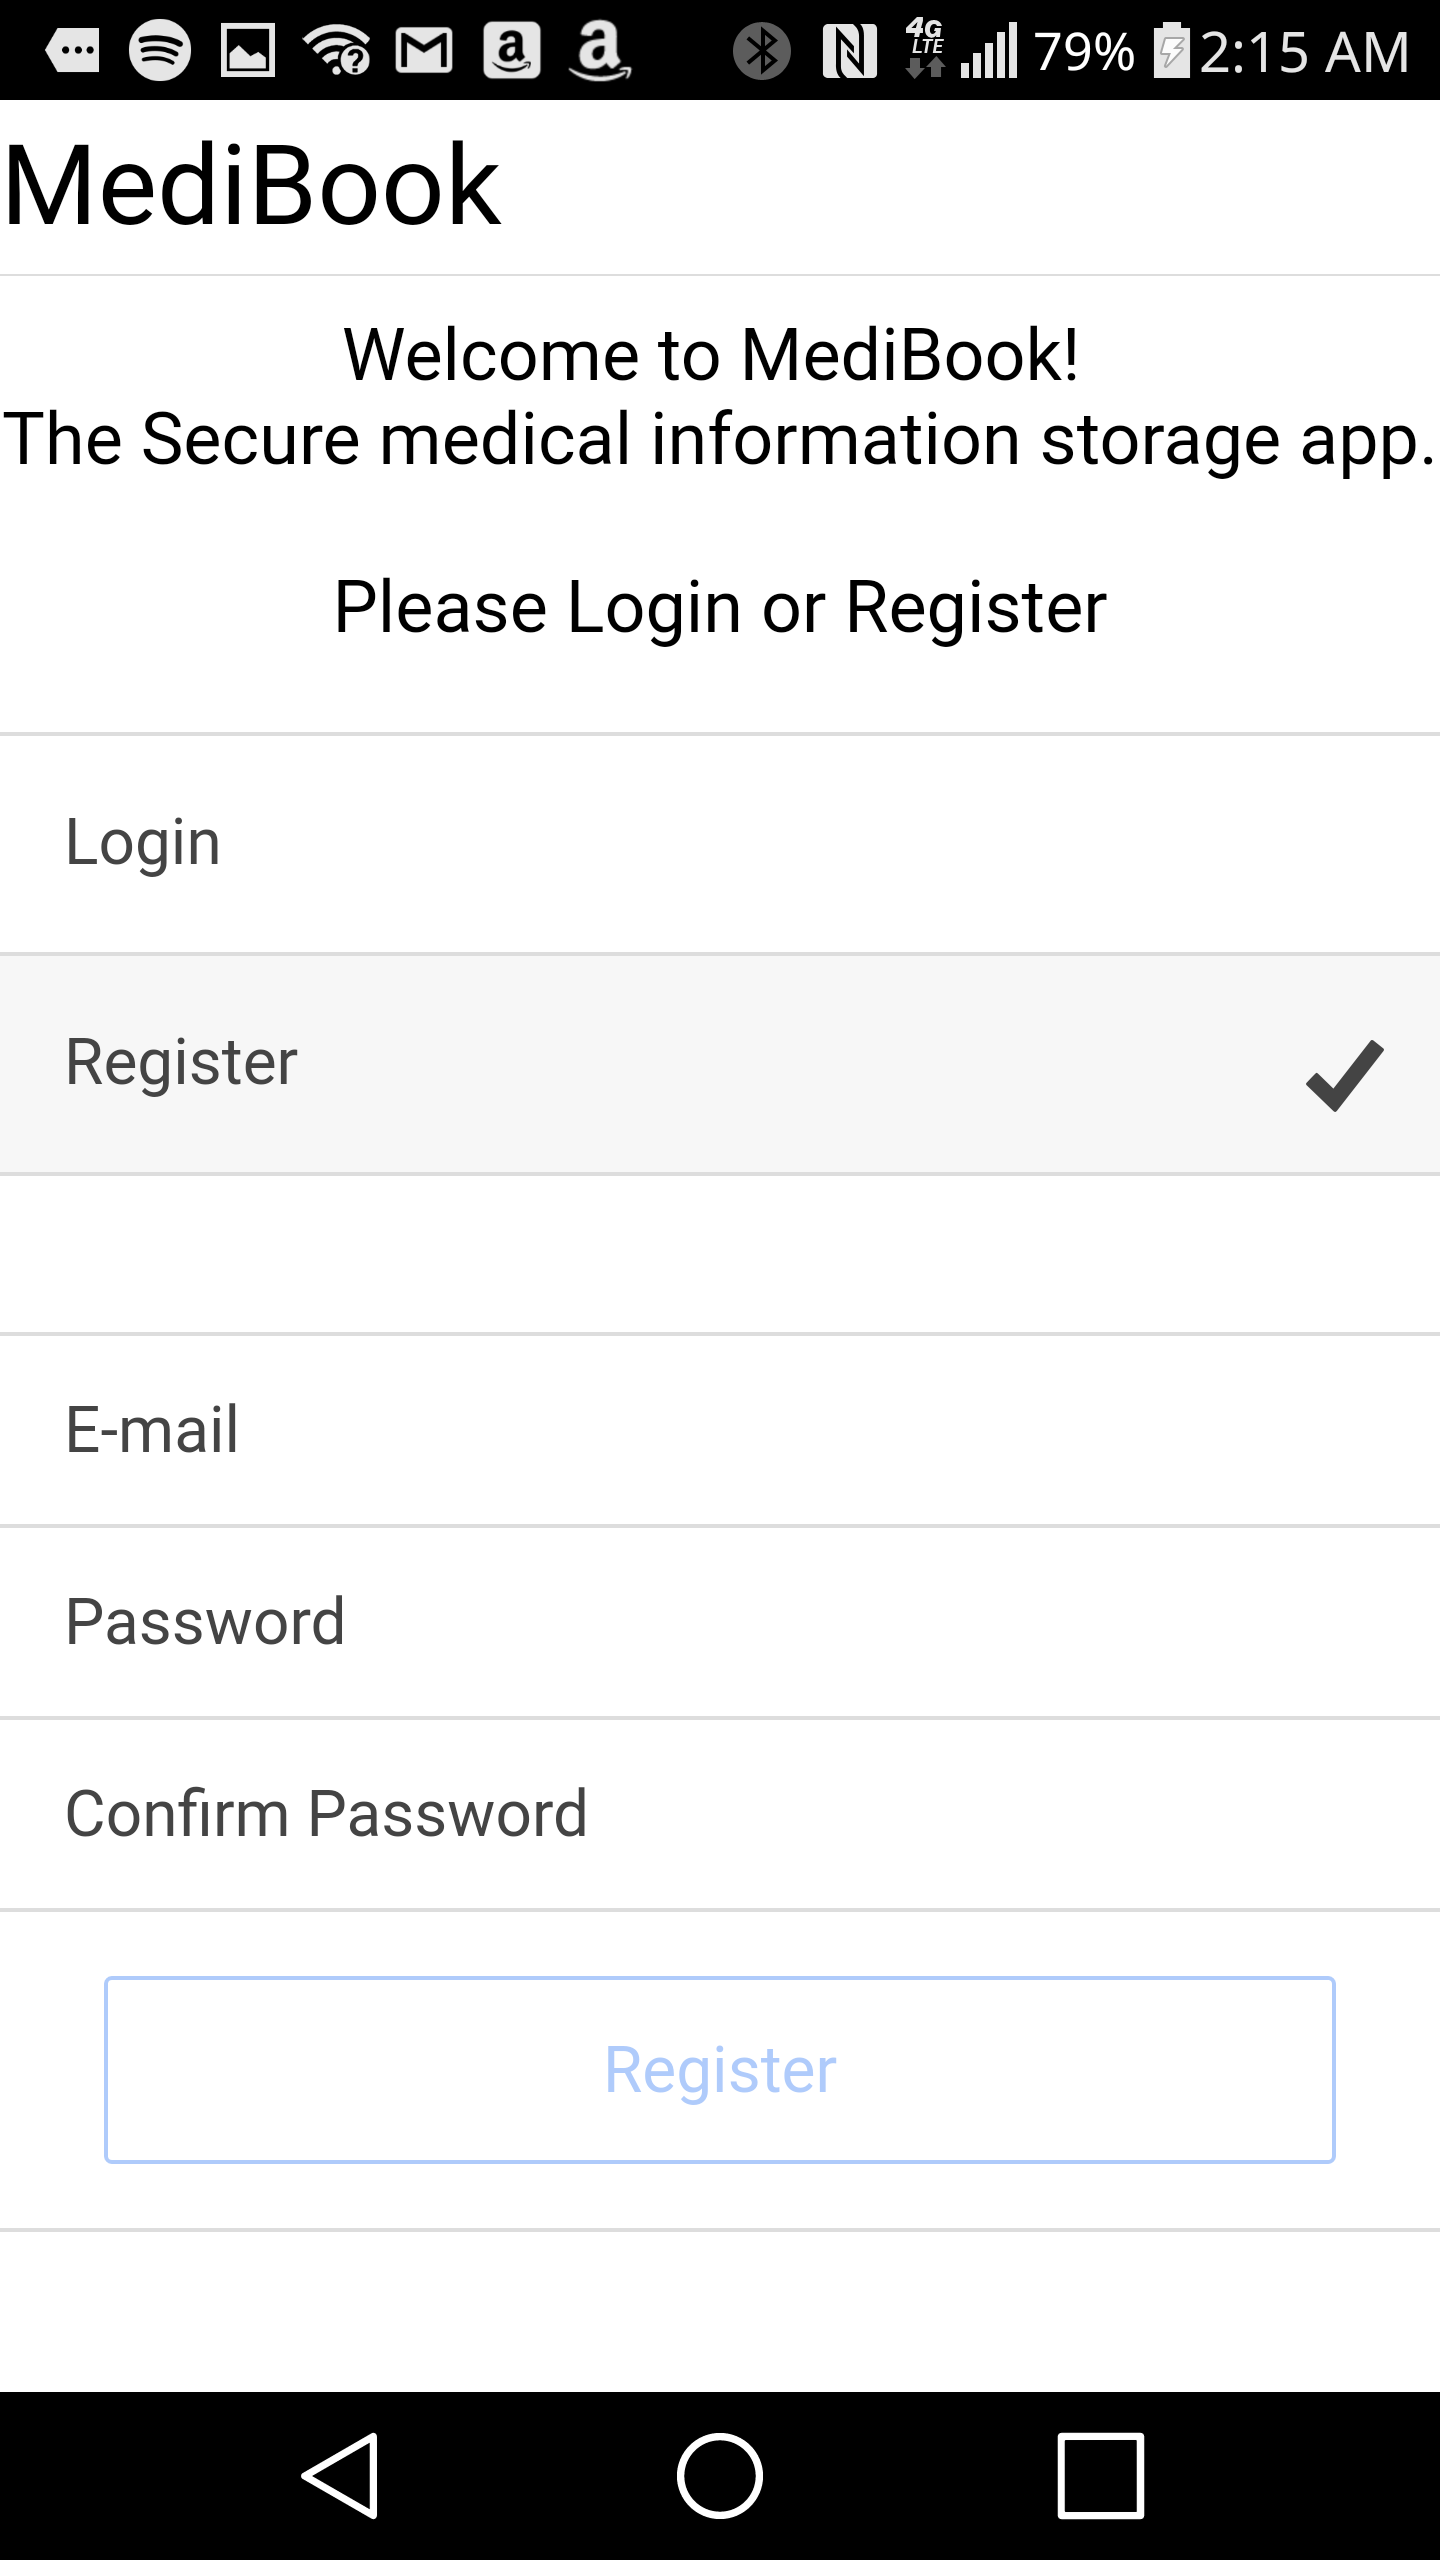 4G
LTE
79%
2:15 AM
MediBook
Welcome to MediBook!
The Secure medical information storage app.
Please Login or Register
Login
Register
E-mail
Password
Confirm Password
Register